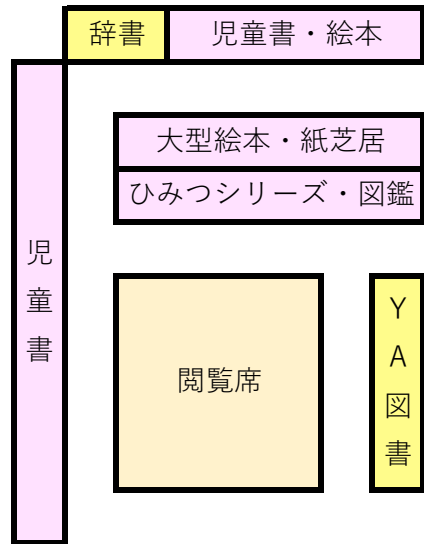 辞書
児童書・絵本
大型絵本・紙芝居
ひみつシリーズ・図鑑
児童書
閲覧席
ＹＡ図書